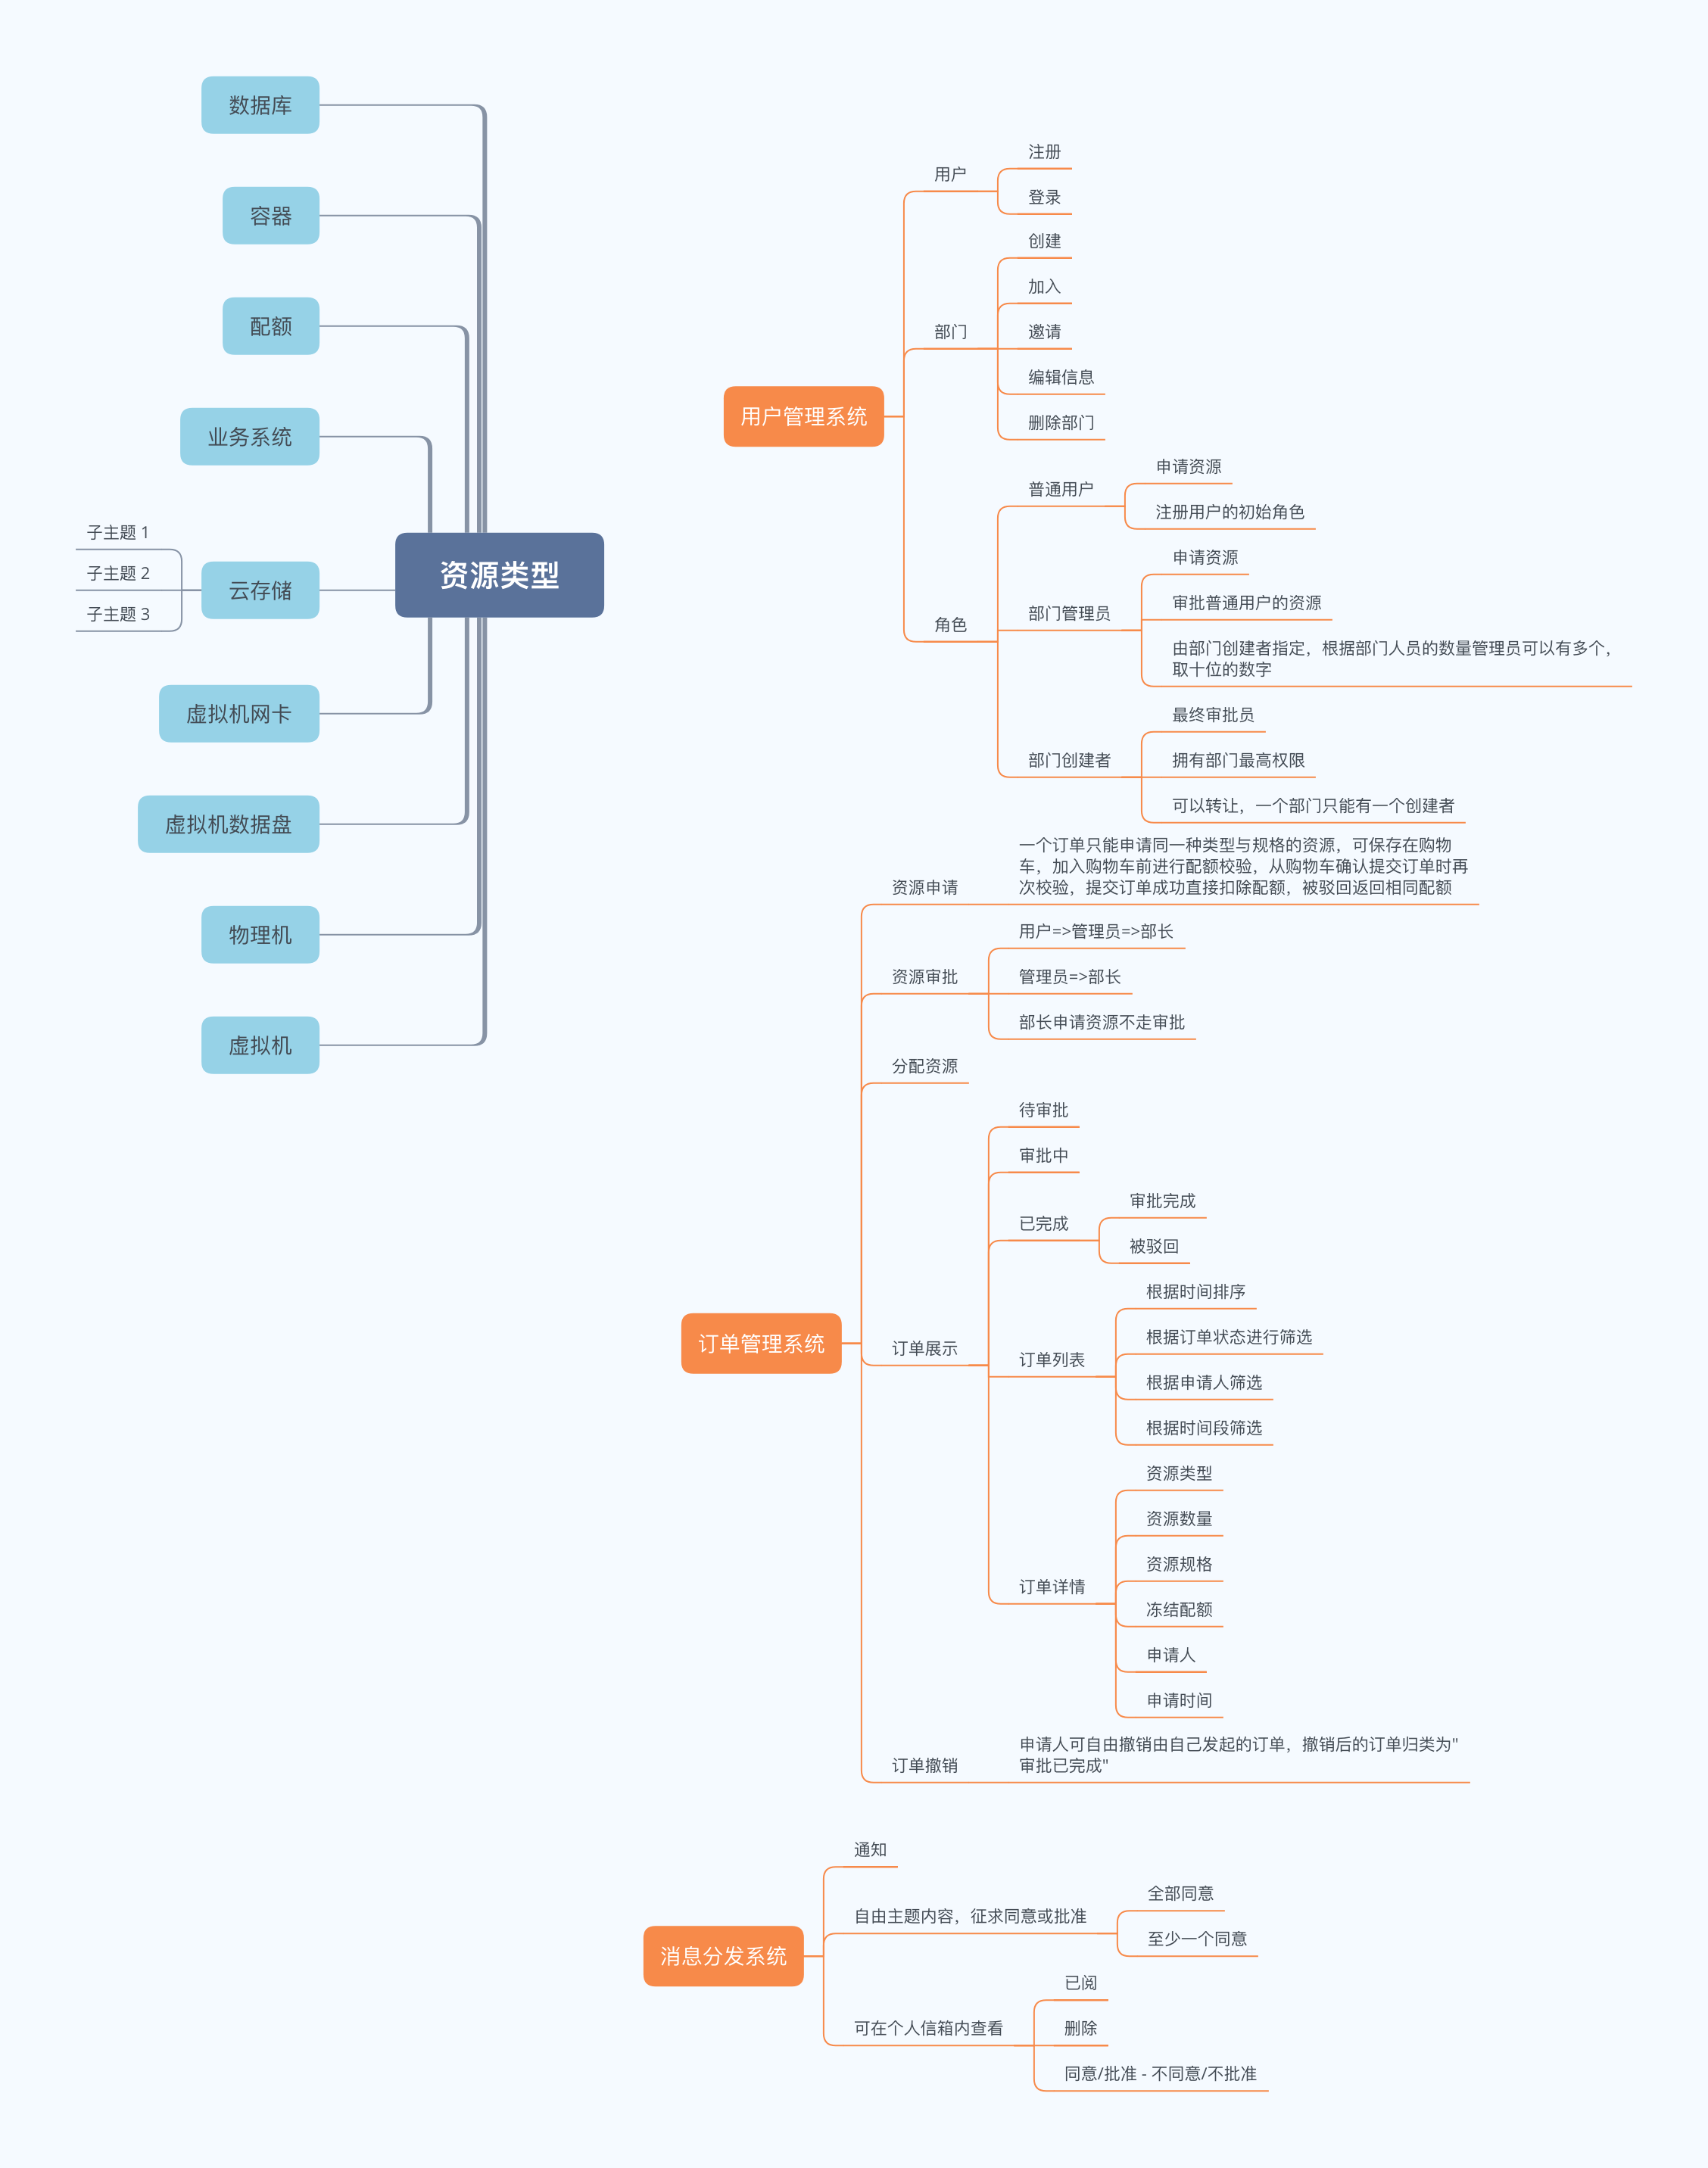 数据库
容器
配额
业务系统
资源类型
云存储
子主题 1
子主题 2
子主题 3
虚拟机网卡
虚拟机数据盘
物理机
虚拟机
用户管理系统
用户
注册
登录
部门
创建
加入
邀请
编辑信息
删除部门
角色
普通用户
申请资源
注册用户的初始角色
部门管理员
申请资源
审批普通用户的资源
由部门创建者指定，根据部门人员的数量管理员可以有多个，
取十位的数字
部门创建者
最终审批员
拥有部门最高权限
可以转让，一个部门只能有一个创建者
订单管理系统
资源申请
一个订单只能申请同一种类型与规格的资源，可保存在购物
车，加入购物车前进行配额校验，从购物车确认提交订单时再
次校验，提交订单成功直接扣除配额，被驳回返回相同配额
资源审批
用户=>管理员=>部长
管理员=>部长
部长申请资源不走审批
分配资源
订单展示
待审批
审批中
已完成
审批完成
被驳回
订单列表
根据时间排序
根据订单状态进行筛选
根据申请人筛选
根据时间段筛选
订单详情
资源类型
资源数量
资源规格
冻结配额
申请人
申请时间
订单撤销
申请人可自由撤销由自己发起的订单，撤销后的订单归类为"
审批已完成"
消息分发系统
通知
自由主题内容，征求同意或批准
全部同意
至少一个同意
可在个人信箱内查看
已阅
删除
同意/批准 - 不同意/不批准